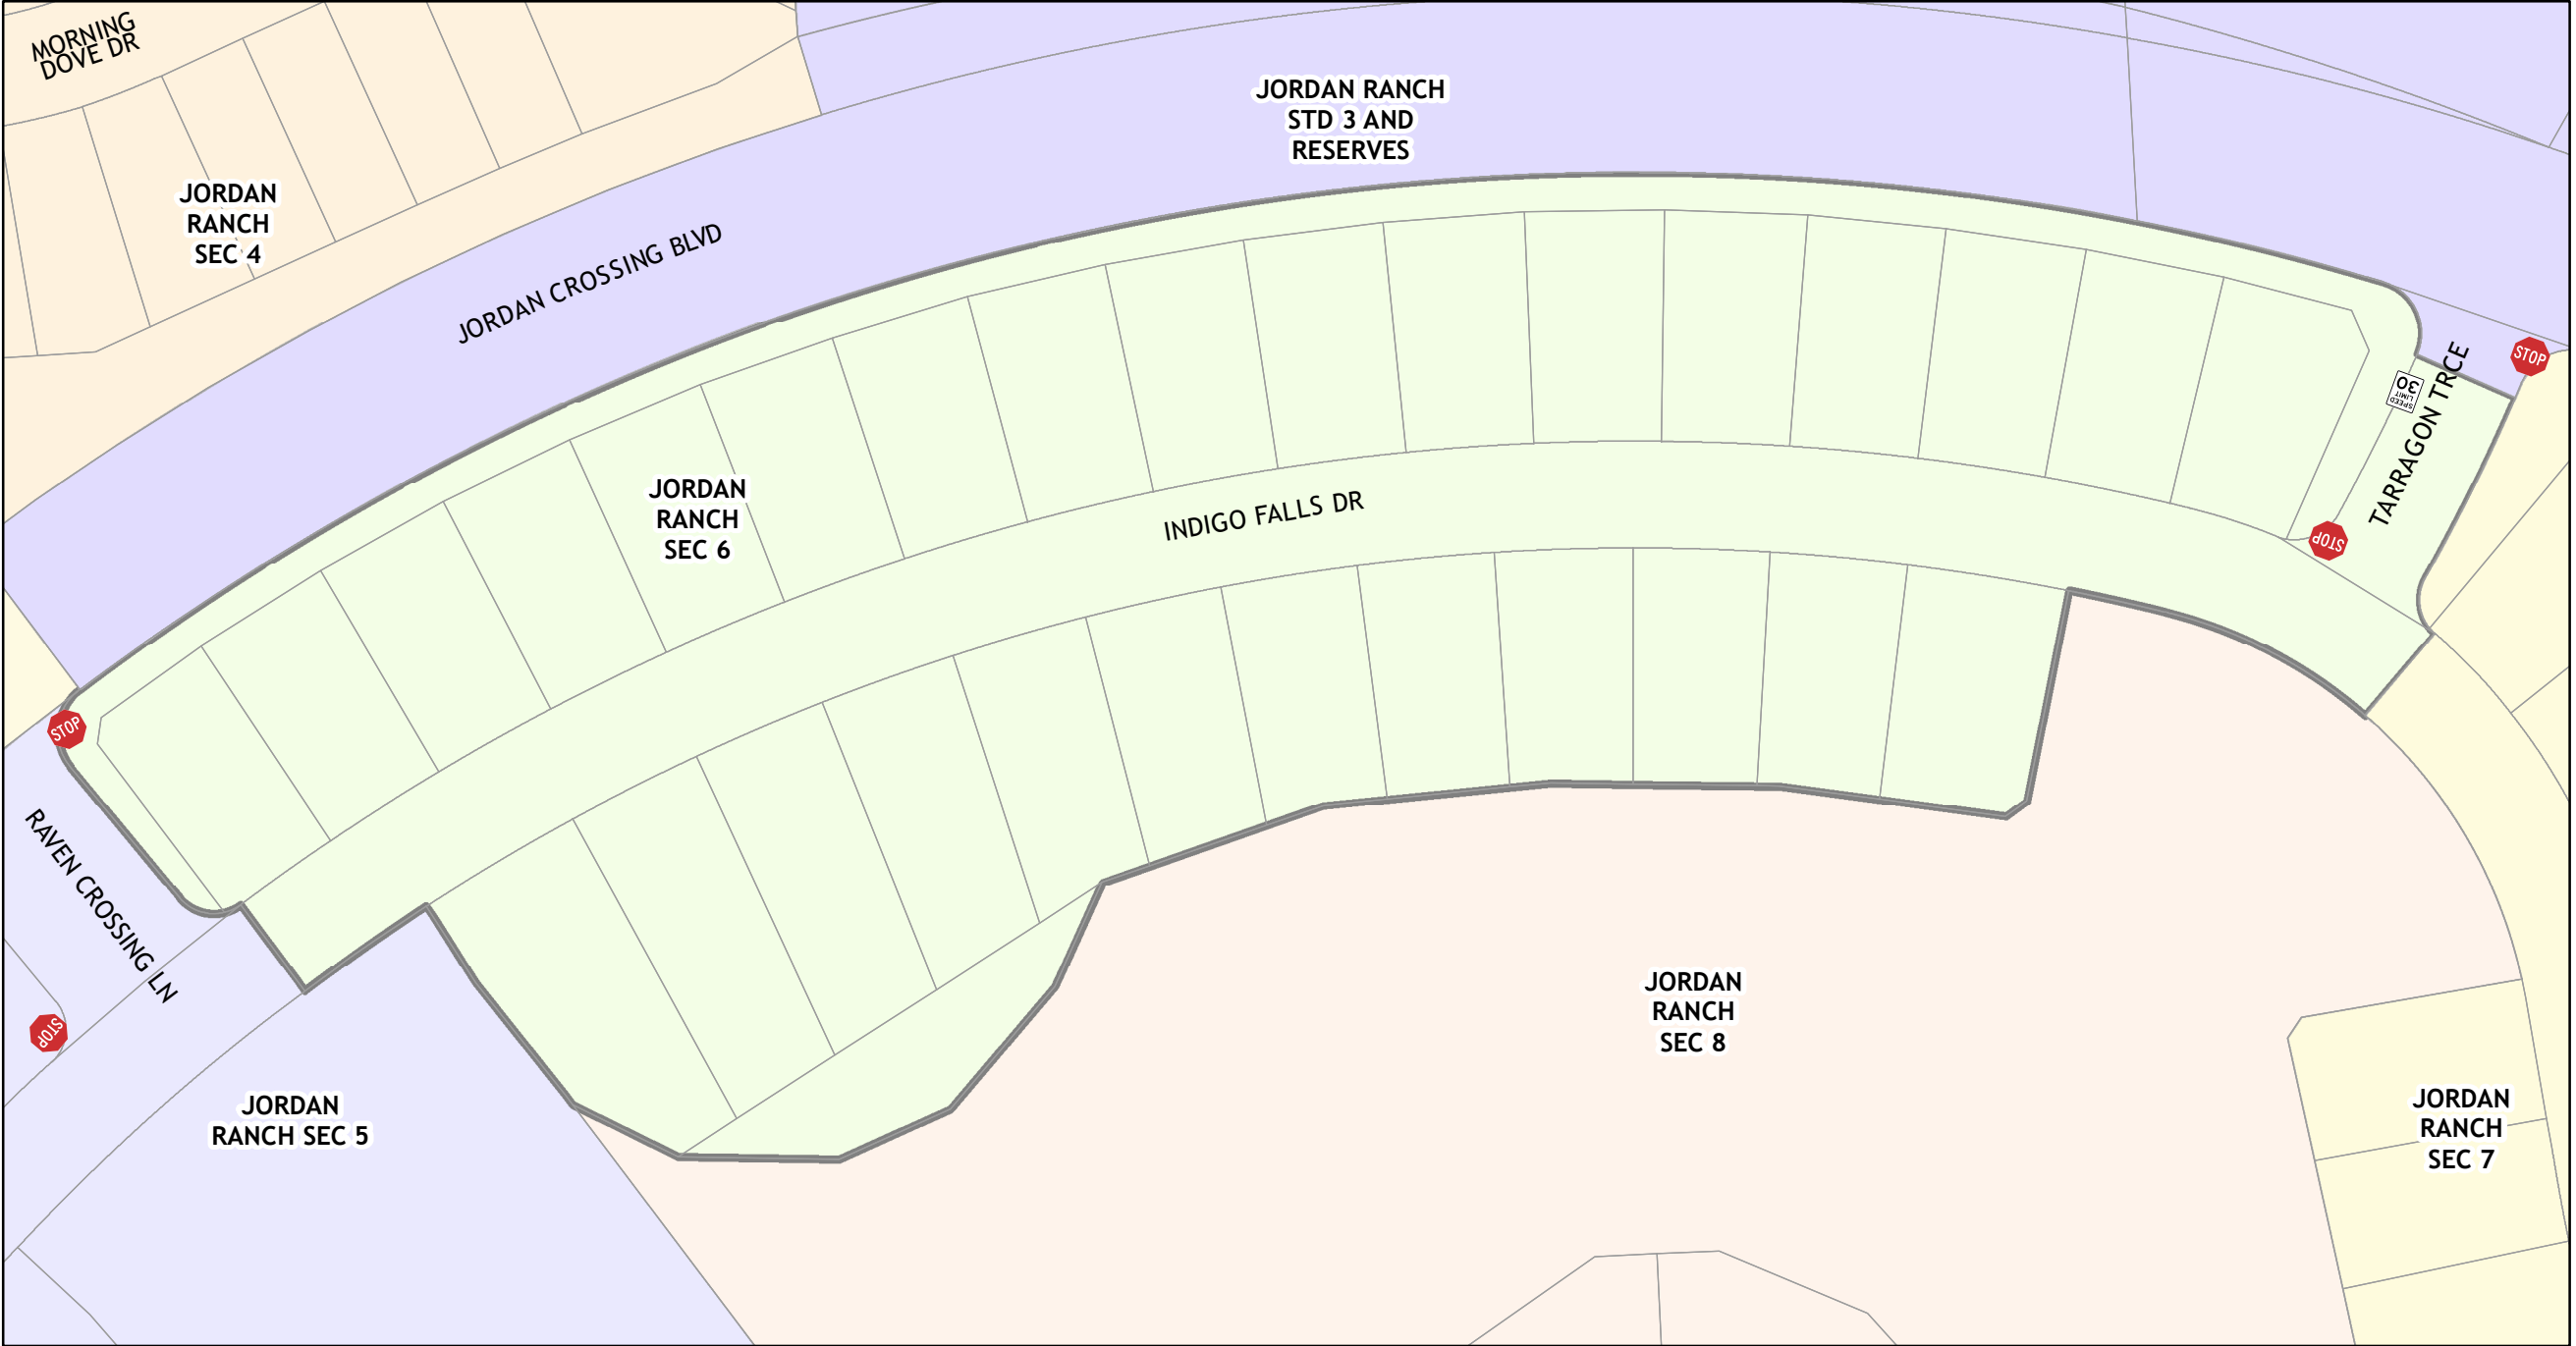 MORNING
DOVE DR
JORDAN RANCH
STD 3 AND
RESERVES
JORDAN
RANCH
SEC 4
JORDAN CROSSING BLVD
STOP
SPEED
LIMIT
30
TARRAGON TRCE
JORDAN
RANCH
SEC 6
INDIGO FALLS DR
STOP
STOP
RAVEN CROSSING LN
STOP
JORDAN
RANCH
SEC 8
JORDAN
RANCH SEC 5
JORDAN
RANCH
SEC 7